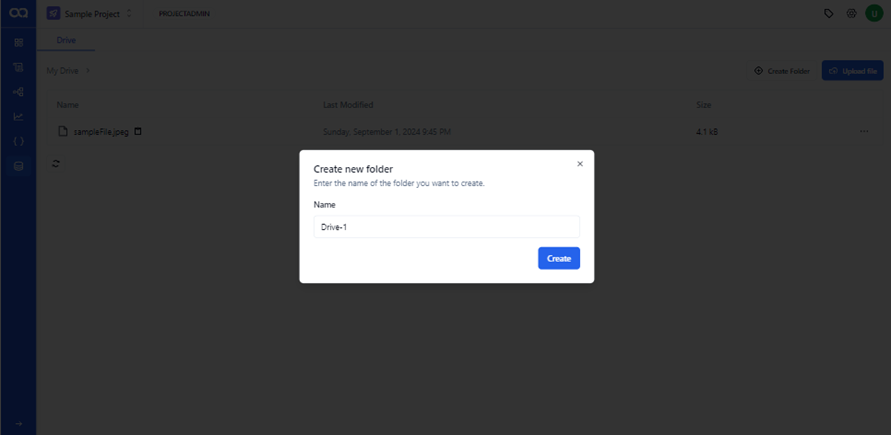 Sample Project PROJECTADMIN U
Drive
My Drive Create Folder Upload file
Name Last Modified Size
sampleFile.jpeg Sunday, September 1, 2024 9:45 PM 4.1 kB
Create new folder
Enter the name of the folder you want to create.
Name
Drive-1
Create